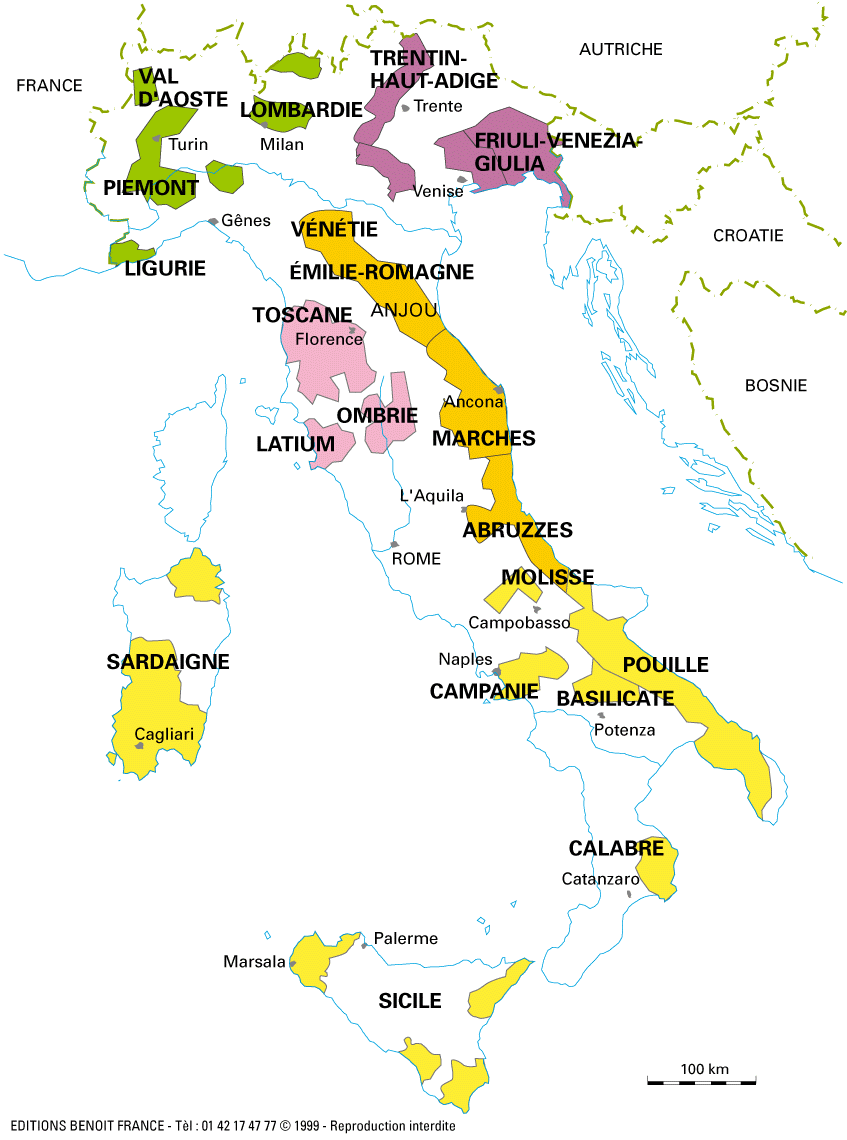 AUTRICHE
FRANCE
TRENTIN-
HAUT-ADIGE
VAL
D'AOSTE
LOMBARDIE
Trente
Turin
Milan
FRIULI-VENEZIA-
GIULIA
PIEMONT
Venise
Gênes
VÉNÉTIE
CROATIE
LIGURIE
ÉMILIE-ROMAGNE
TOSCANE
ANJOU
Florence
BOSNIE
Ancona
OMBRIE
MARCHES
LATIUM
L'Aquila
ABRUZZES
ROME
MOLISSE
Campobasso
SARDAIGNE
Naples
POUILLE
CAMPANIE
BASILICATE
Cagliari
Potenza
CALABRE
Catanzaro
Palerme
Marsala
SICILE
100 km
EDITIONS BENOIT FRANCE - Tèl : 01 42 17 47 77 © 1999 - Reproduction interdite